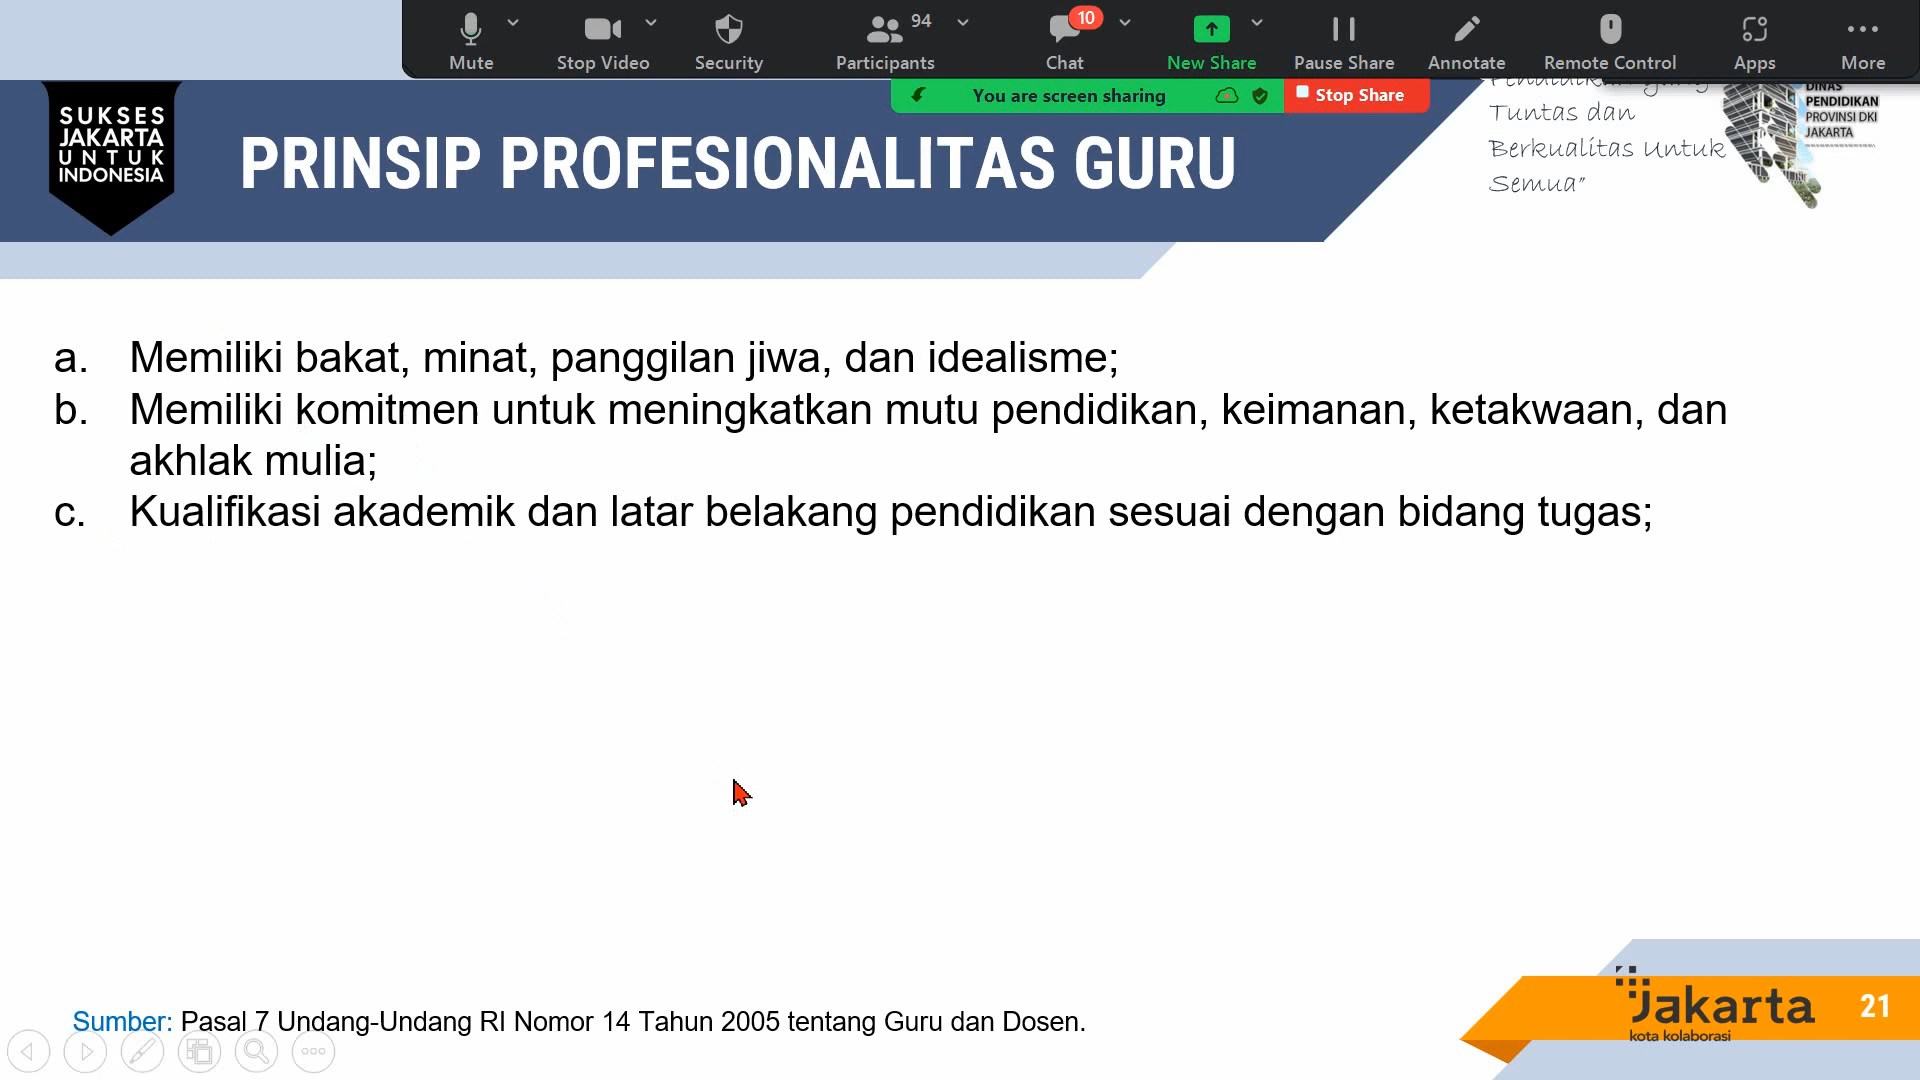 Mute
Stop Video
Security
Participants
94
Chat
10
New Share
Pause Share
Annotate
Remote Control
Apps
More
You are screen sharing
Stop Share
SUKSES
JAKARTA
UNTUK
INDONESIA
PRINSIP PROFESIONALITAS GURU
Tuntas dan
Berkualitas Untuk
Semua"
DINAS
PENDIDIKAN
PROVINSI DKI
JAKARTA
a. Memiliki bakat, minat, panggilan jiwa, dan idealisme;
b. Memiliki komitmen untuk meningkatkan mutu pendidikan, keimanan, ketakwaan, dan
akhlak mulia;
c. Kualifikasi akademik dan latar belakang pendidikan sesuai dengan bidang tugas;
Sumber: Pasal 7 Undang-Undang RI Nomor 14 Tahun 2005 tentang Guru dan Dosen.
Jakarta
kota kolaborasi
21